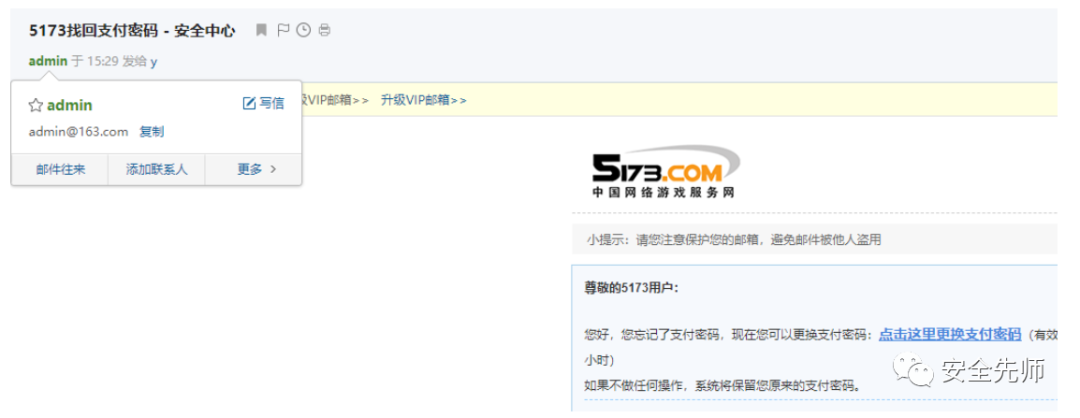 5173找回支付密码 - 安全中心
admin 于 15:29 发给 y
admin 写信
admin@163.com 复制
邮件往来 添加联系人 更多 >
VIP邮箱>> 升级VIP邮箱>>
5173.COM
中国网络游戏服务网
小提示：请您注意保护您的邮箱，避免邮件被他人盗用
尊敬的5173用户：
您好，您忘记了支付密码，现在您可以更换支付密码：点击这里更换支付密码（有效
小时）
如果不做任何操作，系统将保留您原来的支付密码。
安全先师